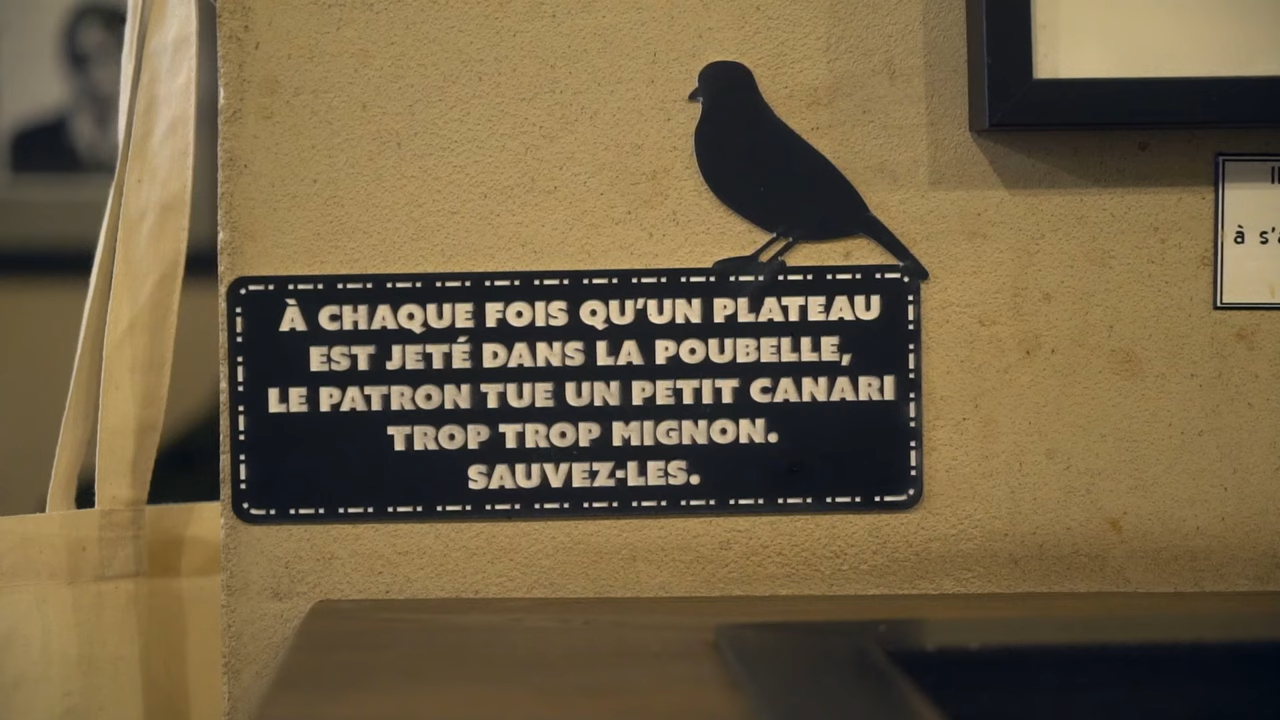 À CHAQUE FOIS QU'UN PLATEAU
EST JETÉ DANS LA POUBELLE,
LE PATRON TUE UN PETIT CANARI
TROP TROP MIGNON.
SAUVEZ-LES.
à s'